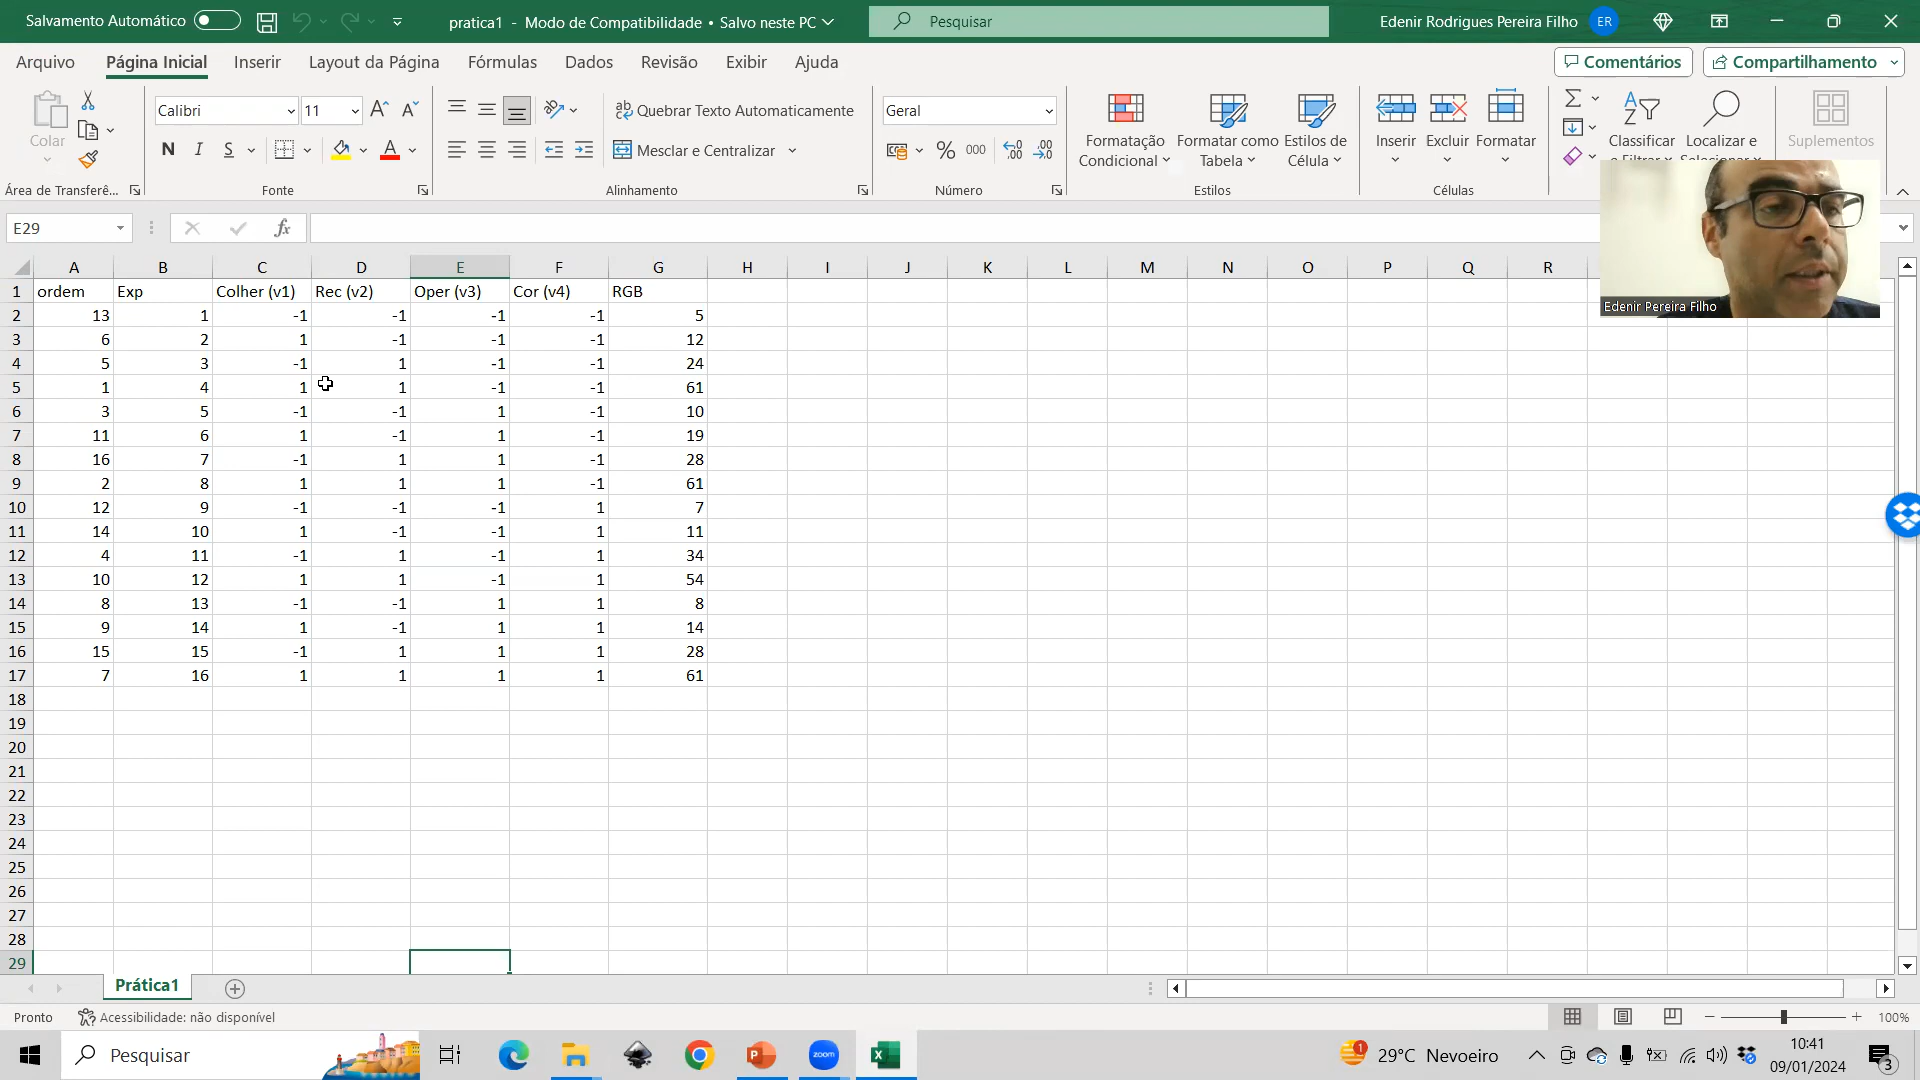 Salvamento Automático
pratica1 - Modo de Compatibilidade • Salvo neste PC
Pesquisar
Edenir Rodrigues Pereira Filho
ER
Arquivo
Página Inicial
Inserir
Layout da Página
Fórmulas
Dados
Revisão
Exibir
Ajuda
Comentários
Compartilhamento
Colar
Área de Transferê...
Calibri
11
N I S
Fonte
Quebrar Texto Automaticamente
Mesclar e Centralizar
Alinhamento
Geral
% 000
Número
Formatação Condicional
Formatar como Tabela
Estilos de Célula
Estilos
Inserir
Excluir
Formatar
Células
Classificar
Localizar e
Suplementos
E29
fx
Edenir Pereira Filho
A B C D E F G H I J K L M N O P Q R
1 ordem Exp Colher (v1) Rec (v2) Oper (v3) Cor (v4) RGB
2 13 1 -1 -1 -1 -1 5
3 6 2 1 -1 -1 -1 12
4 5 3 -1 1 -1 -1 24
5 1 4 1 1 -1 -1 61
6 3 5 -1 -1 1 -1 10
7 11 6 1 -1 1 -1 19
8 16 7 -1 1 1 -1 28
9 2 8 1 1 1 -1 61
10 12 9 -1 -1 -1 1 7
11 14 10 1 -1 -1 1 11
12 4 11 -1 1 -1 1 34
13 10 12 1 1 -1 1 54
14 8 13 -1 -1 1 1 8
15 9 14 1 -1 1 1 14
16 15 15 -1 1 1 1 28
17 7 16 1 1 1 1 61
18
19
20
21
22
23
24
25
26
27
28
29
Prática1
Pronto
Acessibilidade: não disponível
100%
Pesquisar
zoom
29°C Nevoeiro
10:41
09/01/2024
3